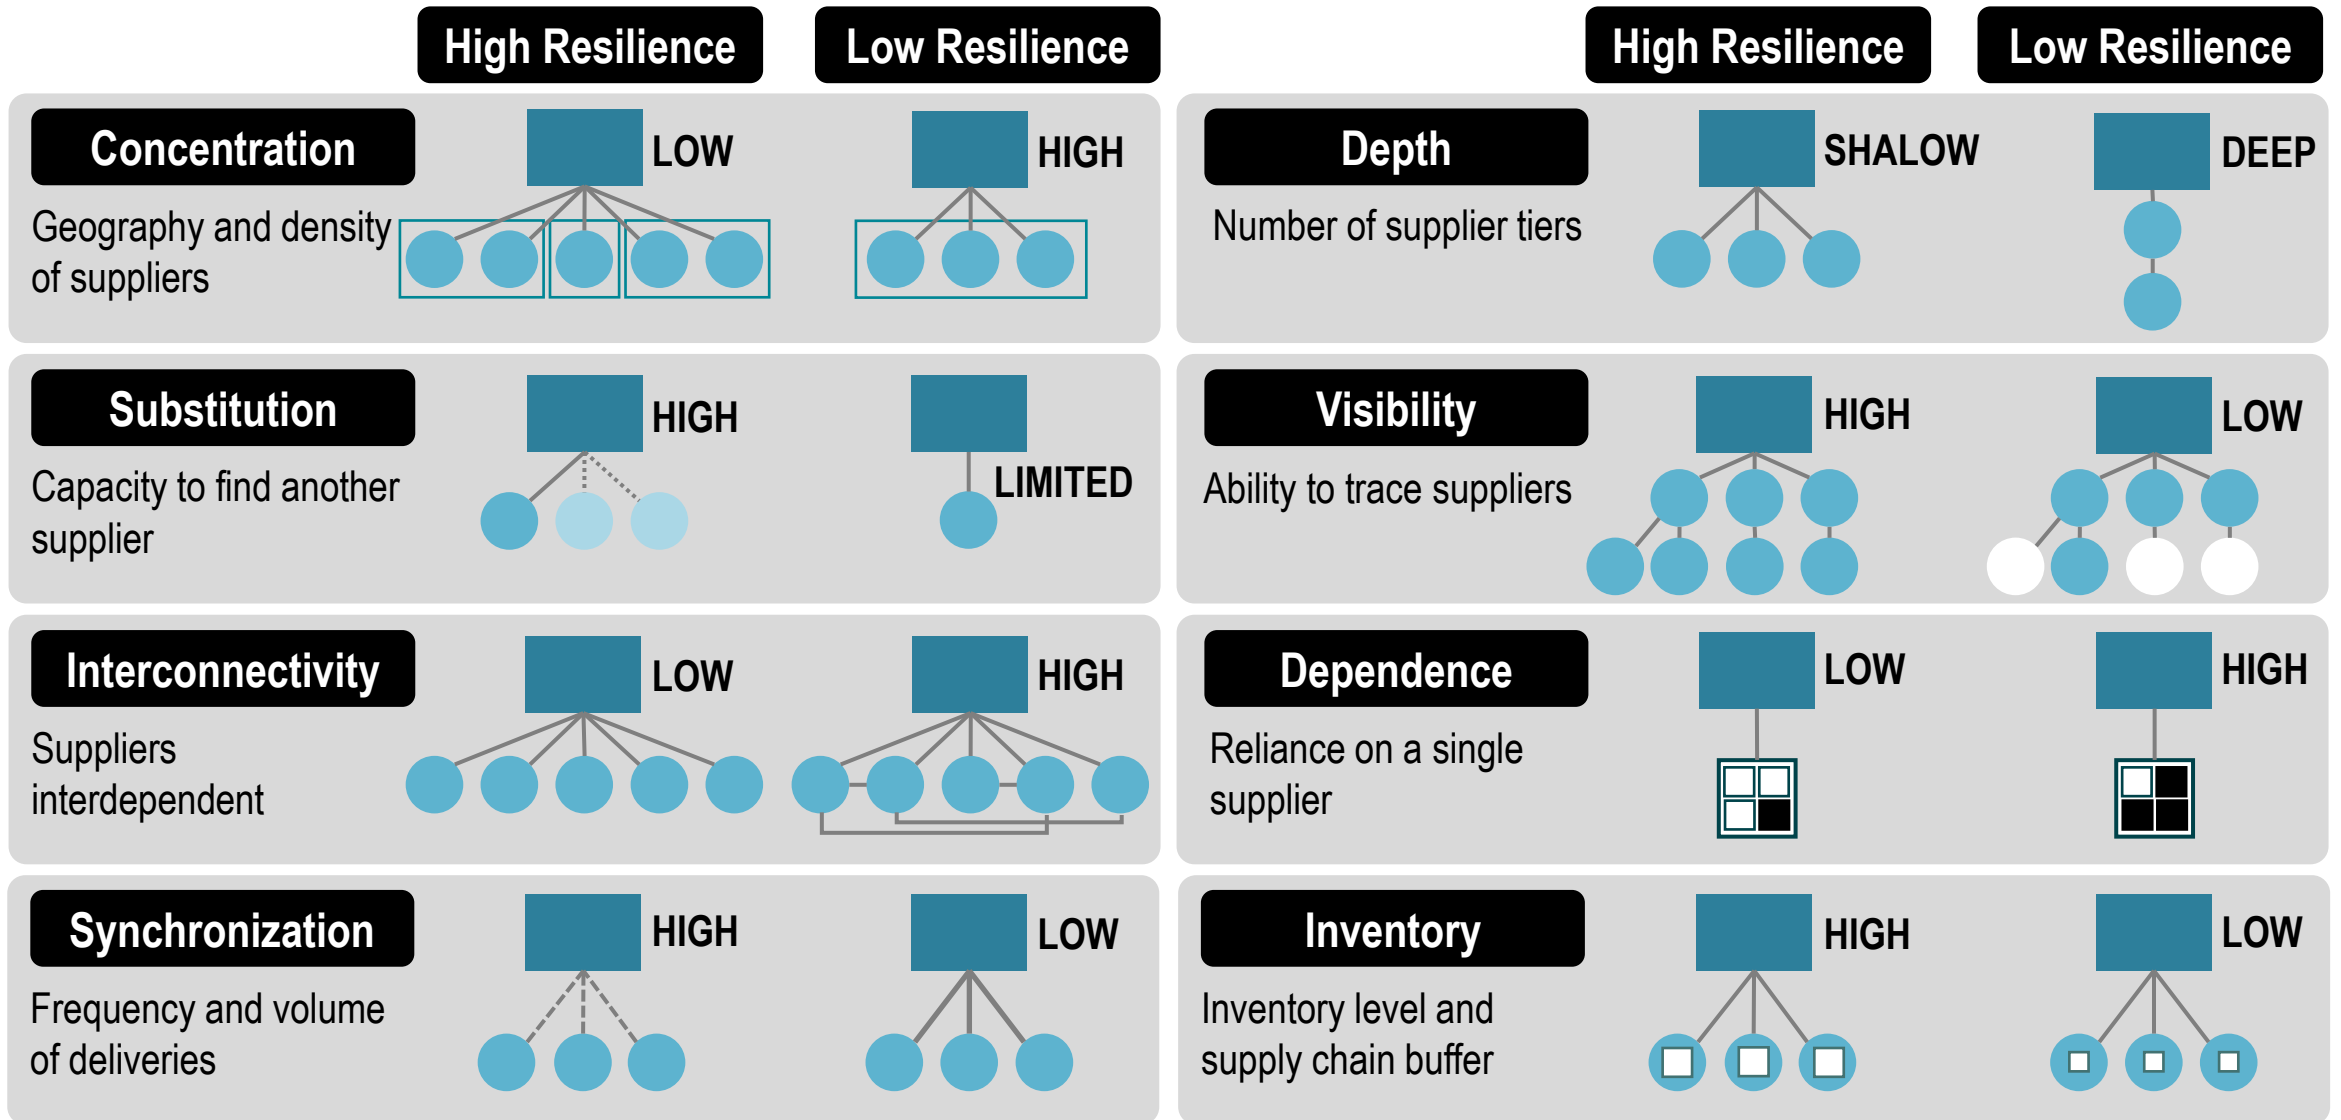 High Resilience
Low Resilience
High Resilience
Low Resilience
Concentration
LOW
HIGH
Geography and density
of suppliers
Depth
SHALOW
DEEP
Number of supplier tiers
Substitution
HIGH
LIMITED
Capacity to find another
supplier
Visibility
HIGH
LOW
Ability to trace suppliers
Interconnectivity
LOW
HIGH
Suppliers
interdependent
Dependence
LOW
HIGH
Reliance on a single
supplier
Synchronization
HIGH
LOW
Frequency and volume
of deliveries
Inventory
HIGH
LOW
Inventory level and
supply chain buffer